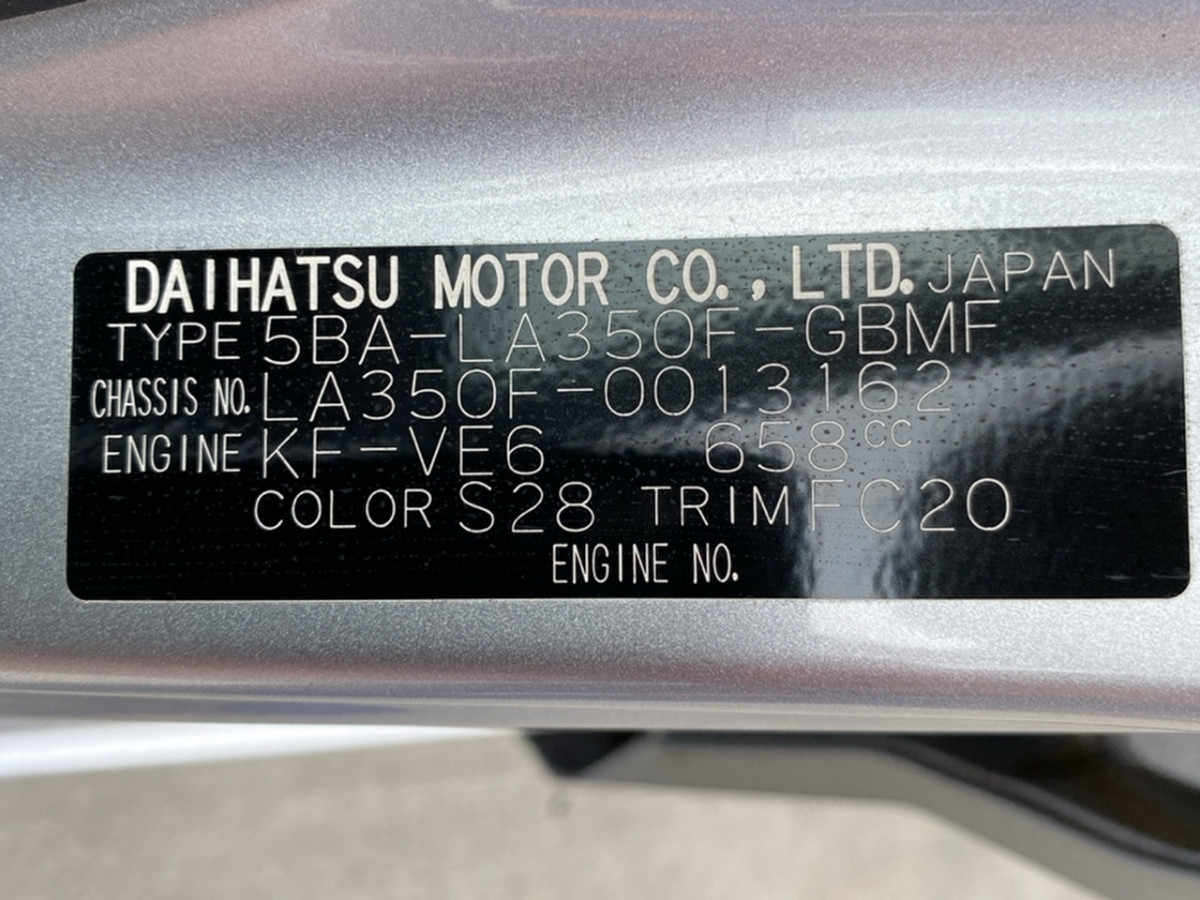 DAIHATSU MOTOR CO., LTD. JAPAN
TYPE 5BA-LA350F-GBMF
CHASSIS NO. LA350F-0013162
ENGINE KF-VE6 658CC
COLOR S28 TRIM FC20
ENGINE NO.